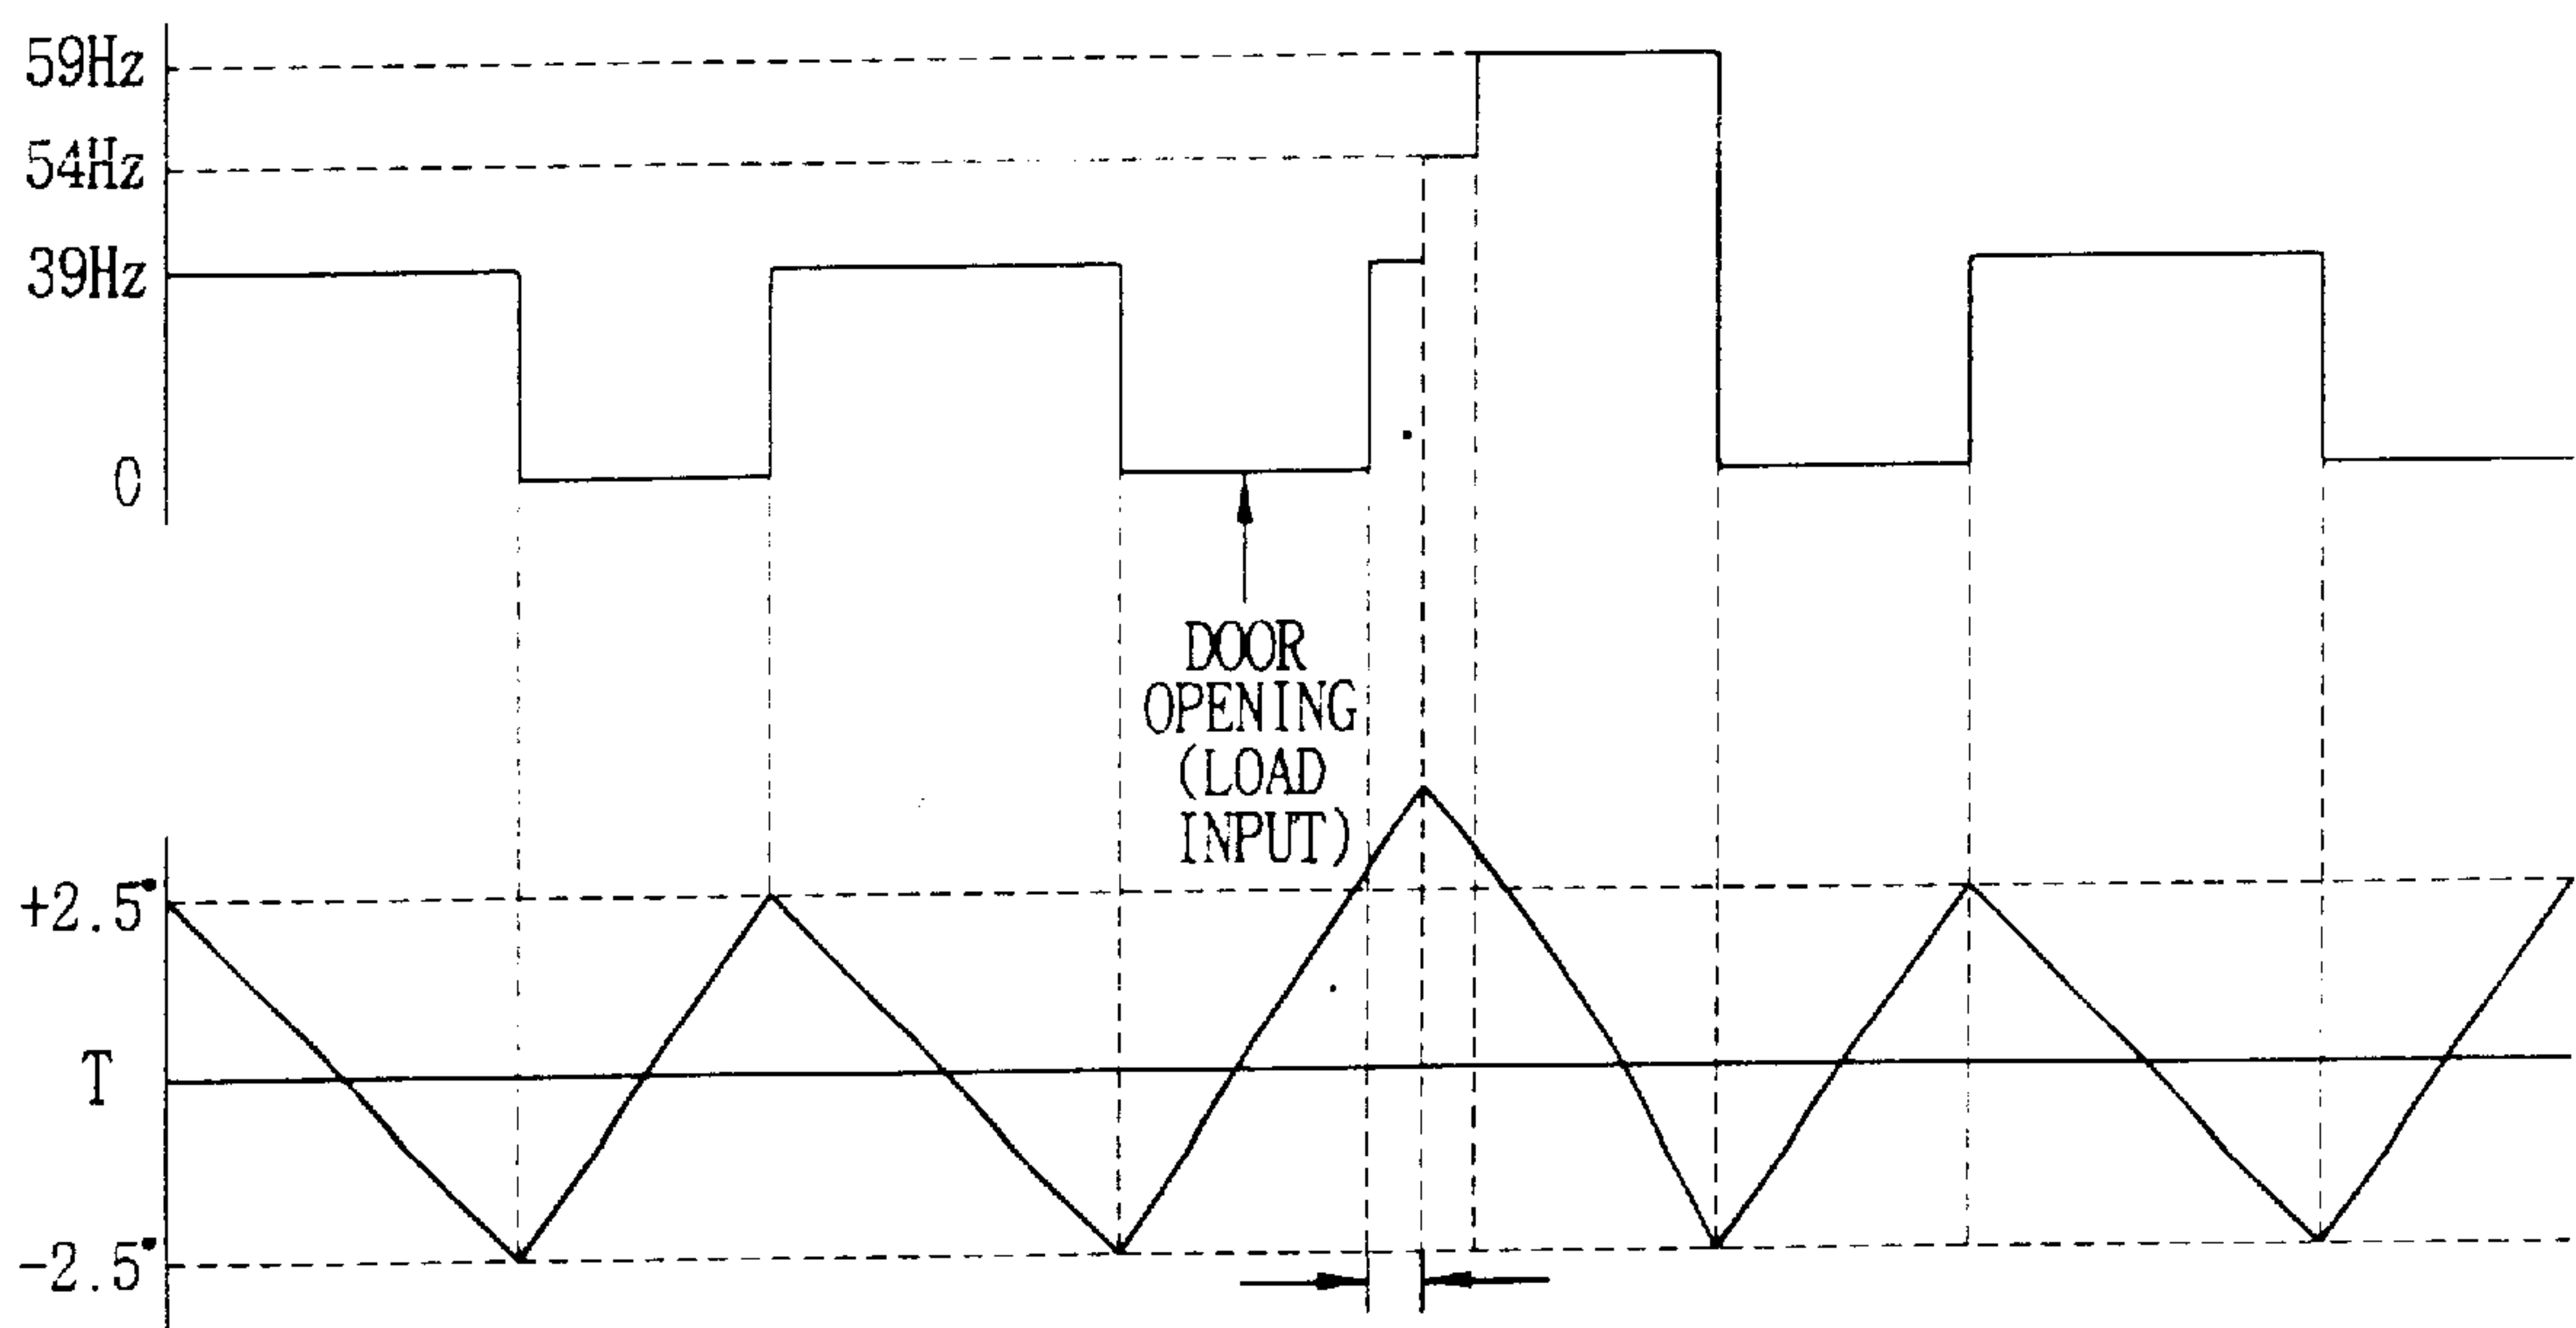 59Hz
54Hz
39Hz
0
DOOR
OPENING
(LOAD
INPUT)
+2.5°
T
-2.5°